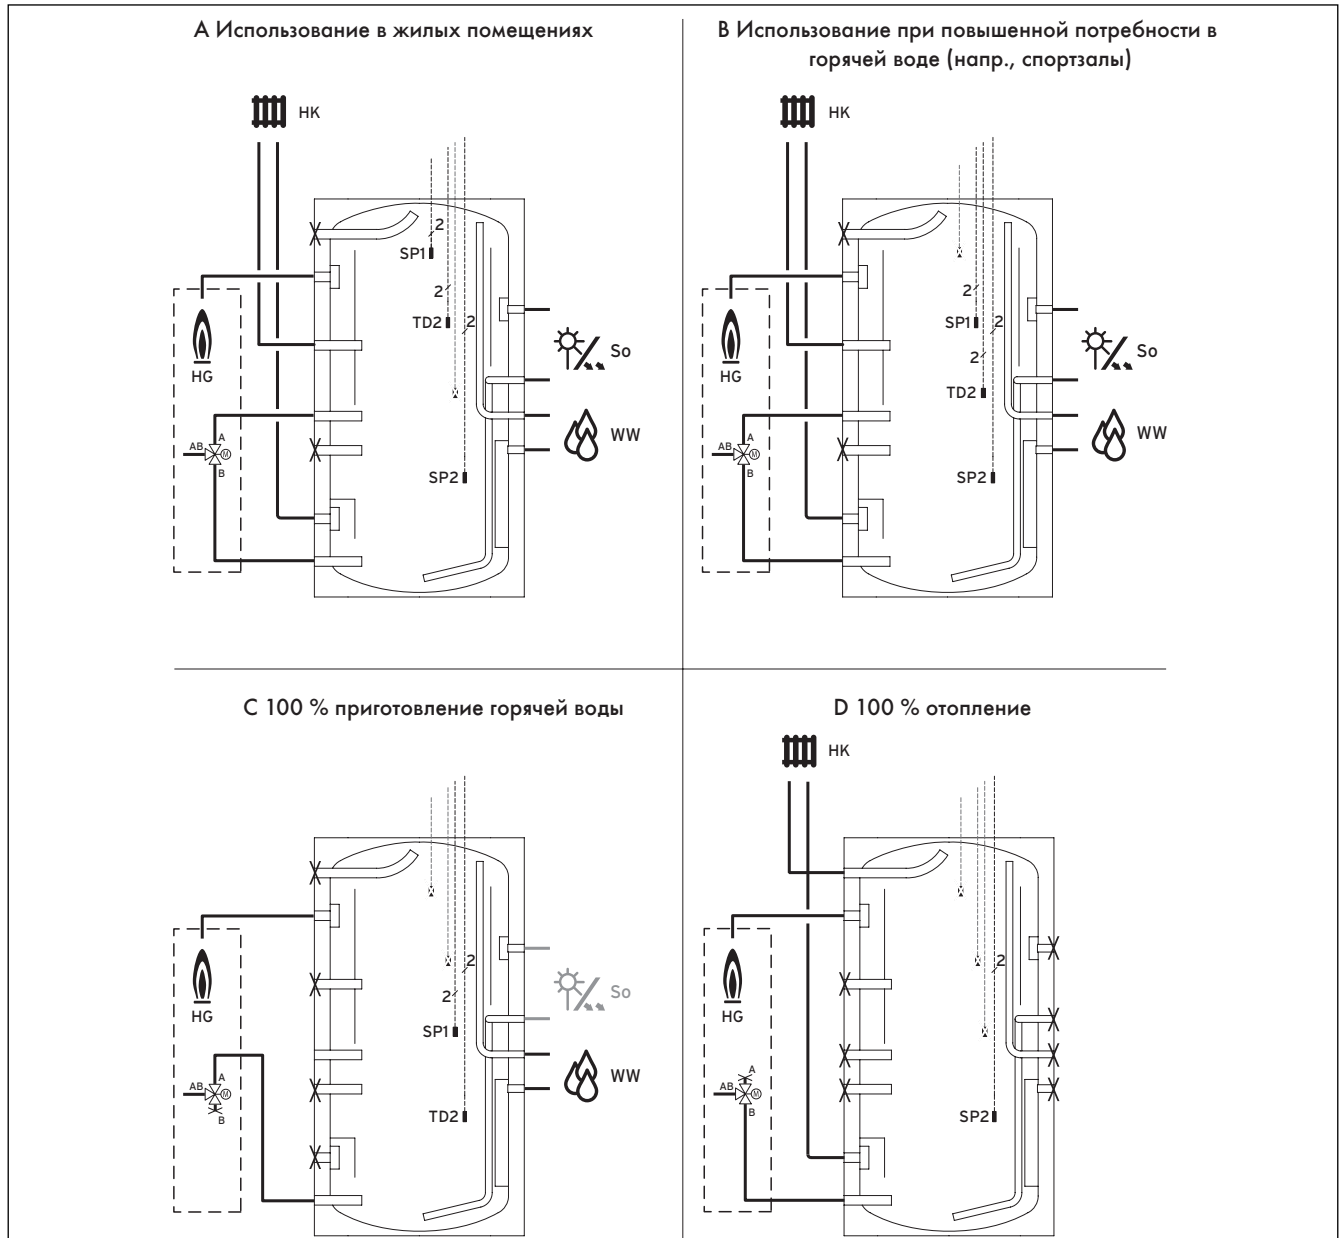 A Использование в жилых помещениях
HK
2
SP1
2
TD2
2
So
HG
WW
A
AB
M
B
SP2
B Использование при повышенной потребности в
горячей воде (напр., спортзалы)
HK
2
SP1
2
2
So
HG
TD2
WW
A
AB
M
B
SP2
C 100 % приготовление горячей воды
2
2
So
HG
SP1
WW
A
AB
M
B
TD2
D 100 % отопление
HK
2
HG
A
AB
M
B
SP2